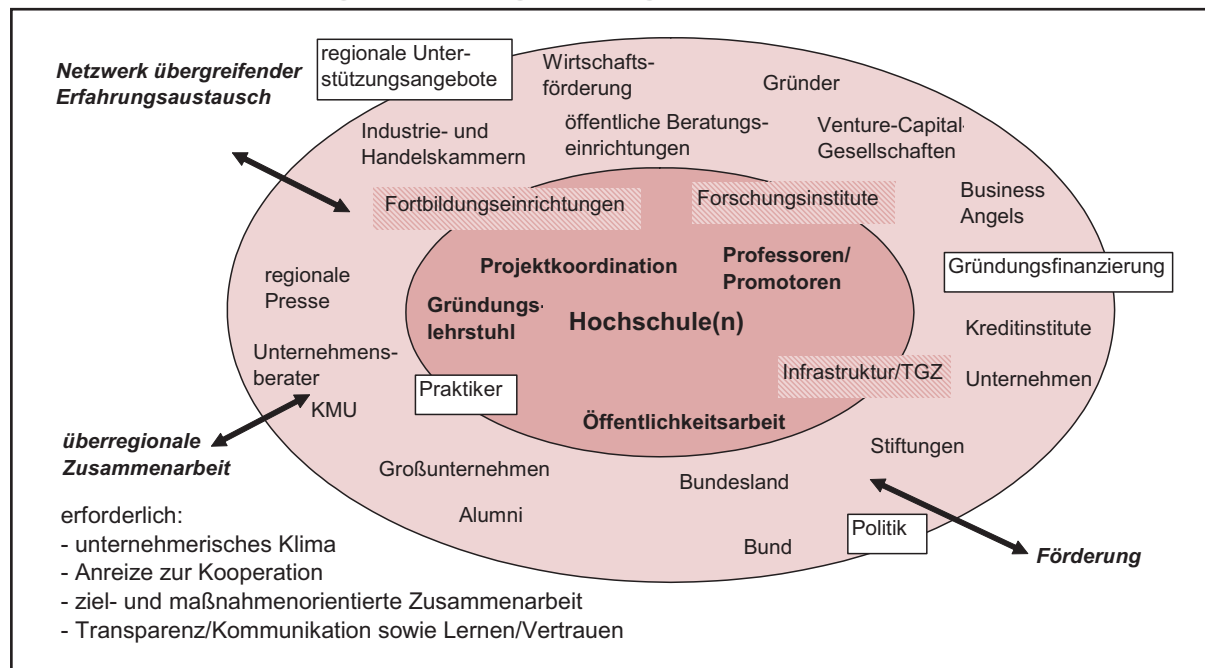 Netzwerk übergreifender
Erfahrungsaustausch
regionale Unter-
stützungsangebote
Wirtschafts-
förderung
Gründer
Industrie- und
Handelskammern
öffentliche Beratungs-
einrichtungen
Venture-Capital-
Gesellschaften
Fortbildungseinrichtungen
Forschungsinstitute
Business
Angels
Projektkoordination
Professoren/
Promotoren
Gründungsfinanzierung
regionale
Presse
Gründungs-
lehrstuhl
Hochschule(n)
Kreditinstitute
Unternehmens-
berater
KMU
Praktiker
Infrastruktur/TGZ
Unternehmen
Öffentlichkeitsarbeit
überregionale
Zusammenarbeit
Großunternehmen
Bundesland
Stiftungen
Alumni
Bund
Politik
Förderung
erforderlich:
- unternehmerisches Klima
- Anreize zur Kooperation
- ziel- und maßnahmenorientierte Zusammenarbeit
- Transparenz/Kommunikation sowie Lernen/Vertrauen